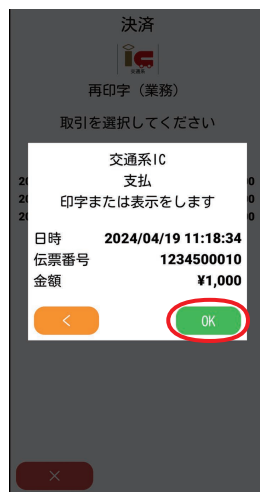 決済
ic
交通系
再印字（業務）
取引を選択してください
交通系IC
支払
印字または表示をします
日時 2024/04/19 11:18:34
伝票番号 1234500010
金額 ¥1,000
< OK
×